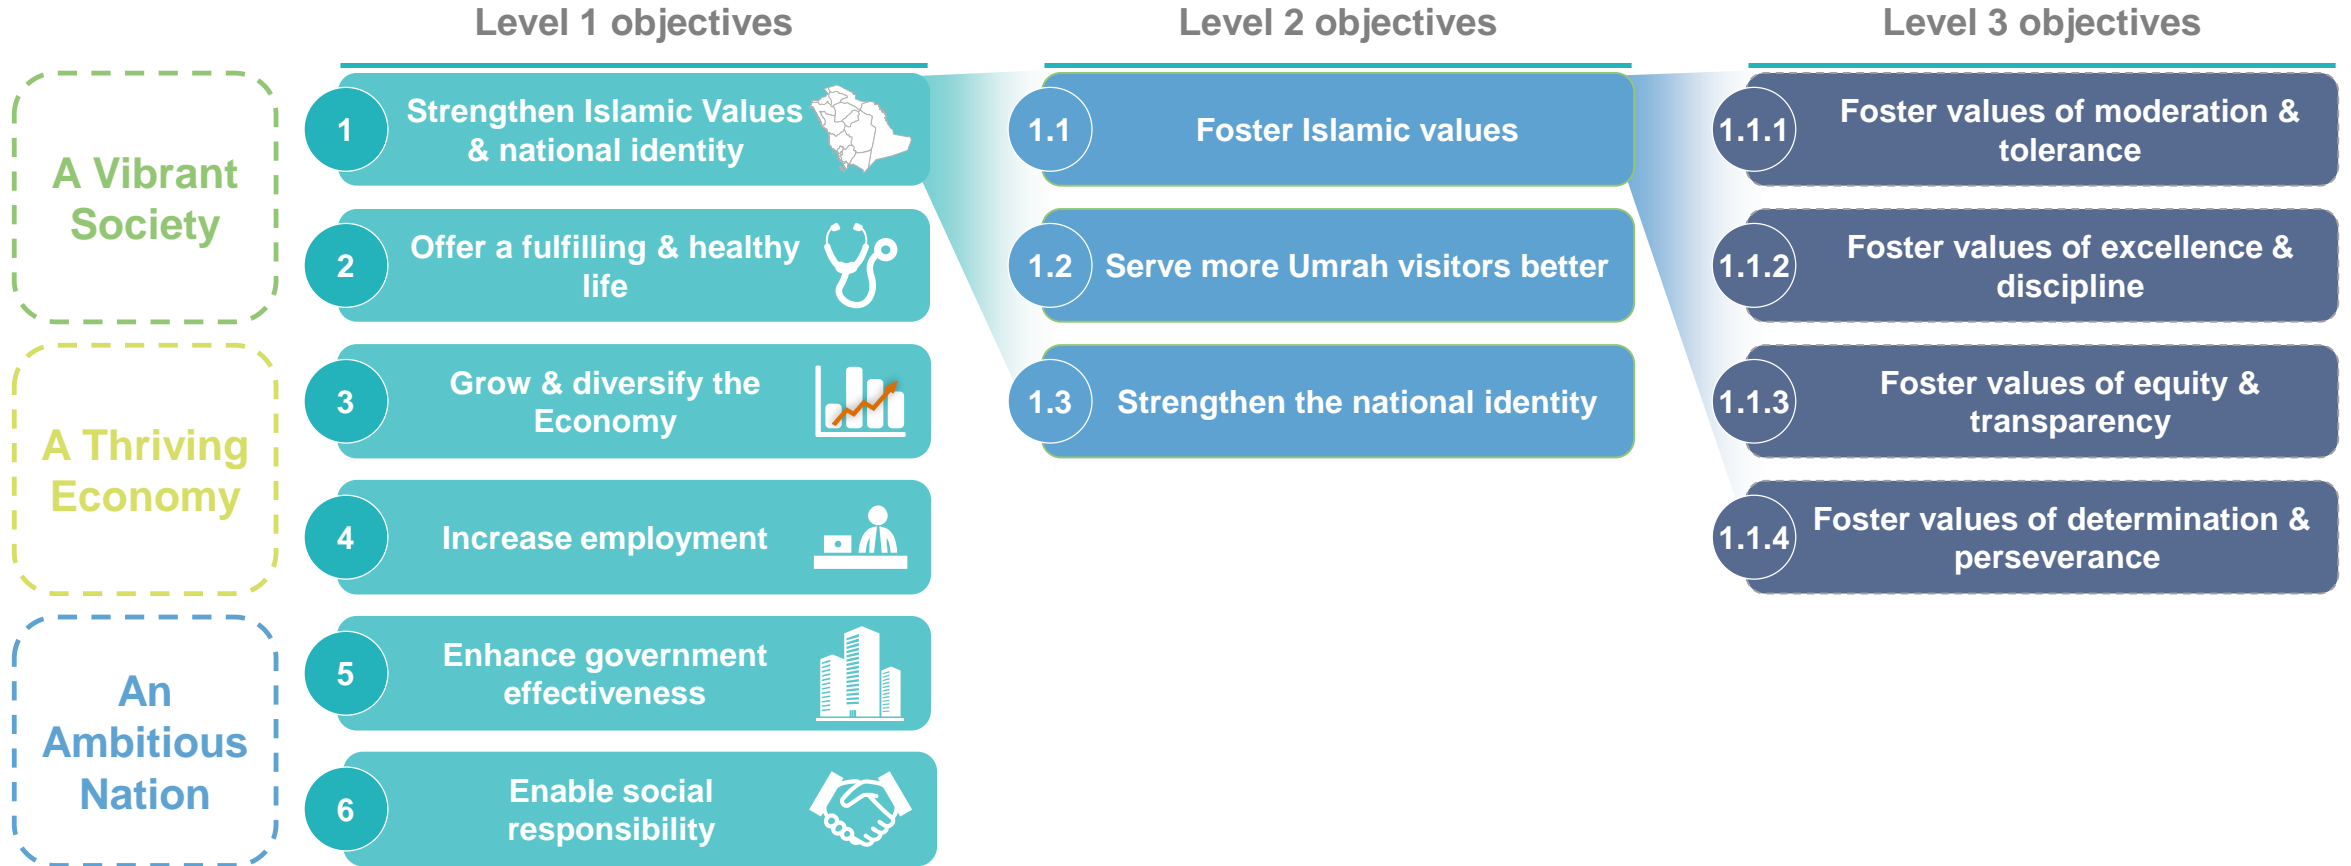 Level 1 objectives
Level 2 objectives
Level 3 objectives
A Vibrant
Society
A Thriving
Economy
An
Ambitious
Nation
1
Strengthen Islamic Values
& national identity
2
Offer a fulfilling & healthy
life
3
Grow & diversify the
Economy
4
Increase employment
5
Enhance government
effectiveness
6
Enable social
responsibility
1.1
Foster Islamic values
1.2
Serve more Umrah visitors better
1.3
Strengthen the national identity
1.1.1
Foster values of moderation &
tolerance
1.1.2
Foster values of excellence &
discipline
1.1.3
Foster values of equity &
transparency
1.1.4
Foster values of determination &
perseverance